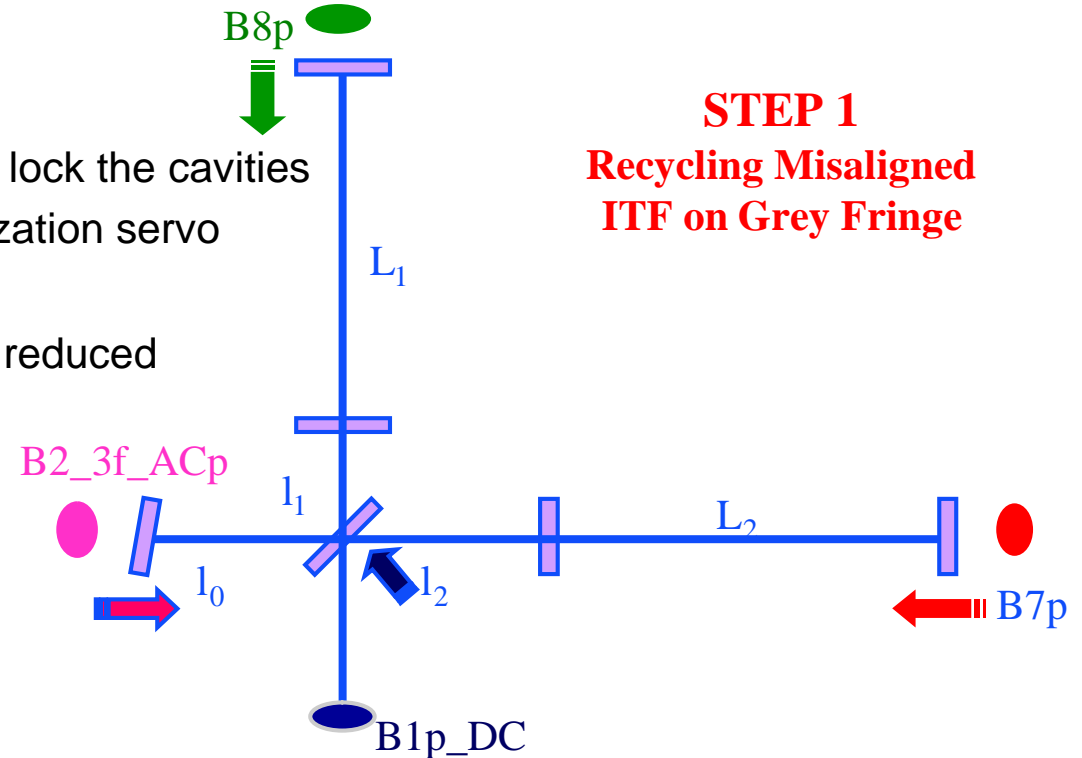 B8p
STEP 1
Recycling Misaligned
ITF on Grey Fringe
lock the cavities
zation servo
L1
reduced
B2_3f_ACp
l1
L2
l0
l2
B7p
B1p_DC